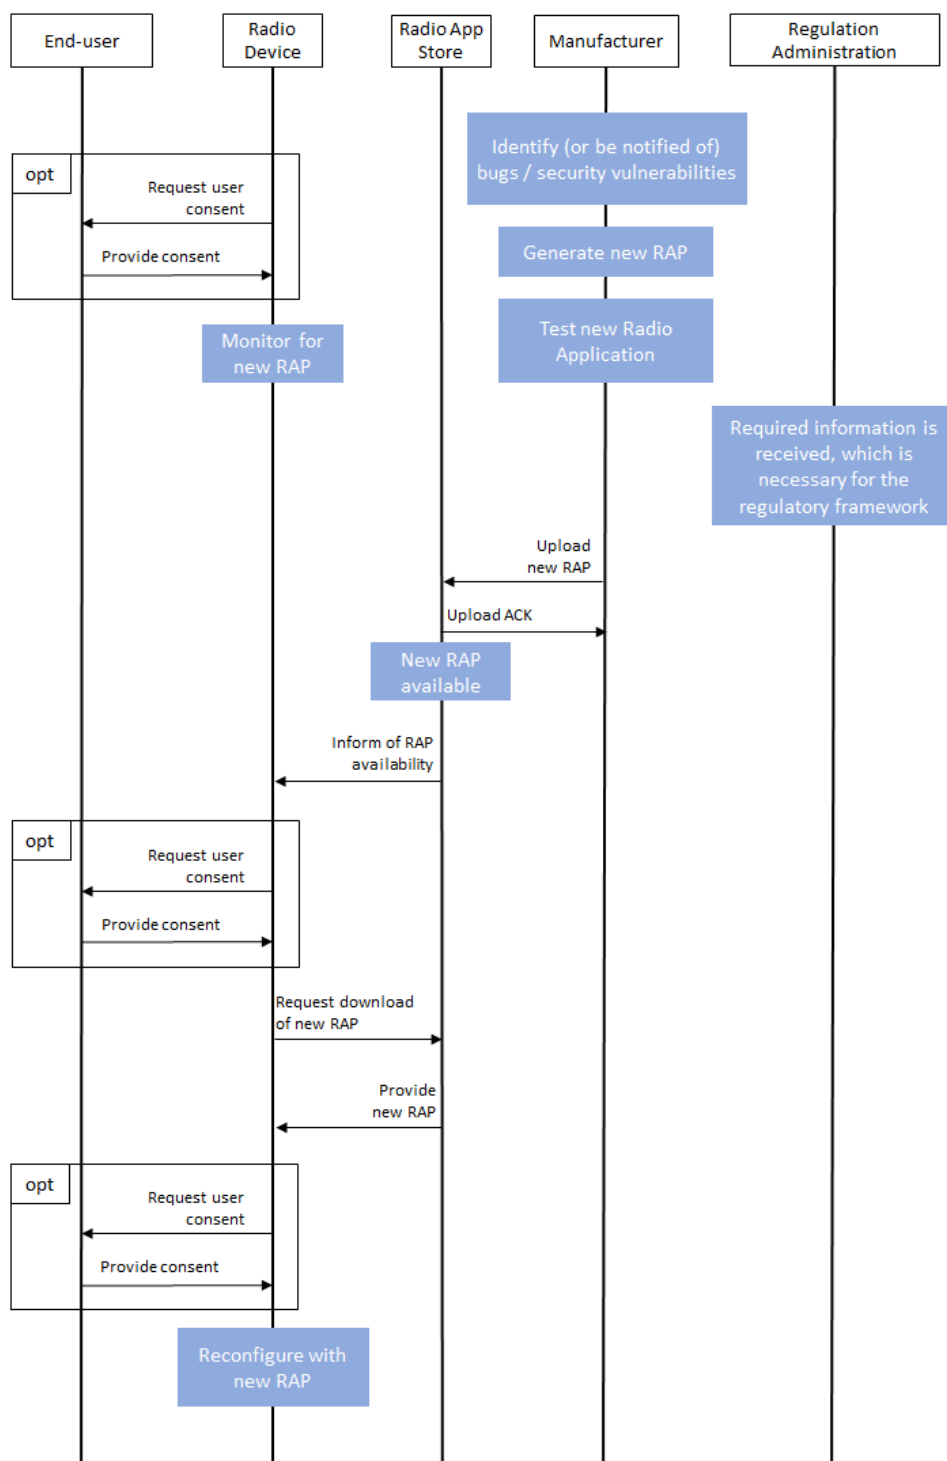 End-user
Radio
Device
Radio App
Store
Manufacturer
Regulation
Administration
Identify (or be notified of)
bugs / security vulnerabilities
opt
Request user
consent
Provide consent
Generate new RAP
Test new Radio
Application
Monitor for
new RAP
Required information is
received, which is
necessary for the
regulatory framework
Upload
new RAP
Upload ACK
New RAP
available
Inform of RAP
availability
opt
Request user
consent
Provide consent
Request download
of new RAP
Provide
new RAP
opt
Request user
consent
Provide consent
Reconfigure with
new RAP